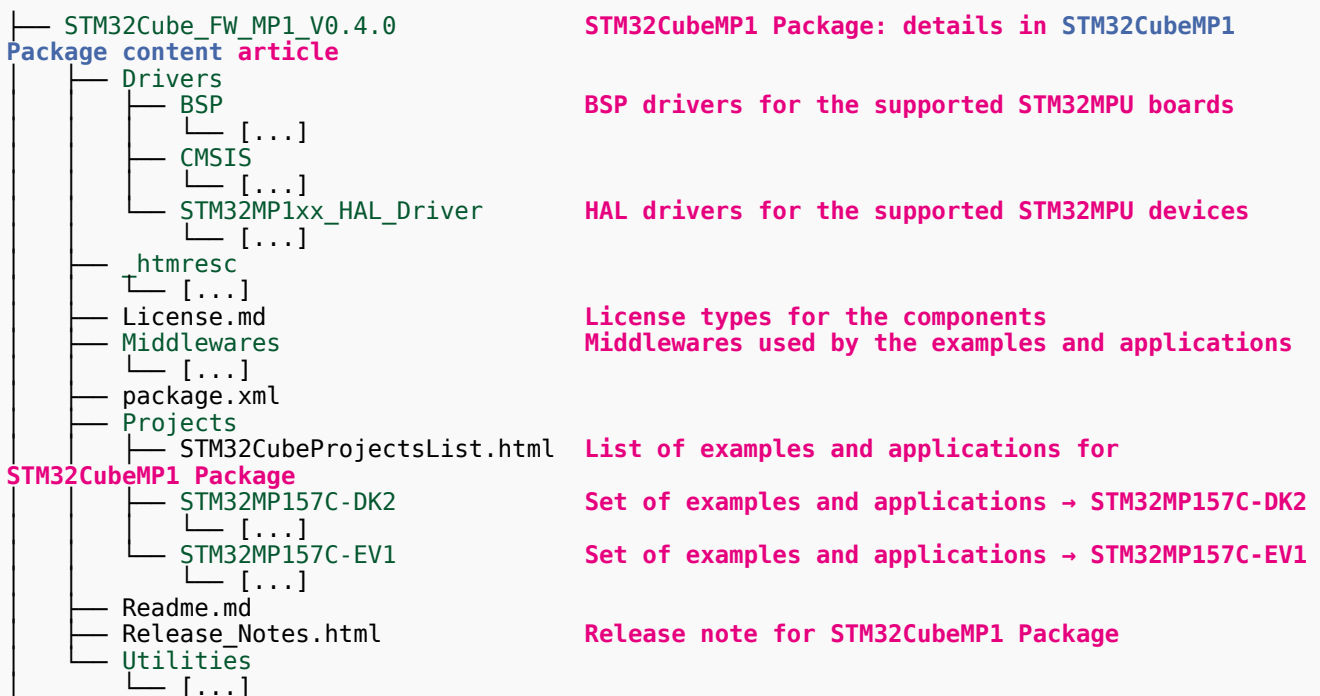 ├── STM32Cube_FW_MP1_V0.4.0             STM32CubeMP1 Package: details in STM32CubeMP1
Package content article
│   ├── Drivers
│   │   ├── BSP                         BSP drivers for the supported STM32MPU boards
│   │   │   └── [...]
│   │   ├── CMSIS
│   │   │   └── [...]
│   │   └── STM32MP1xx_HAL_Driver       HAL drivers for the supported STM32MPU devices
│   │       └── [...]
│   ├── _htmresc
│   │   └── [...]
│   ├── License.md                      License types for the components
│   ├── Middlewares                     Middlewares used by the examples and applications
│   │   └── [...]
│   ├── package.xml
│   ├── Projects
│   │   ├── STM32CubeProjectsList.html  List of examples and applications for
STM32CubeMP1 Package
│   │   ├── STM32MP157C-DK2             Set of examples and applications → STM32MP157C-DK2
│   │   │   └── [...]
│   │   └── STM32MP157C-EV1             Set of examples and applications → STM32MP157C-EV1
│   │       └── [...]
│   ├── Readme.md
│   ├── Release_Notes.html              Release note for STM32CubeMP1 Package
│   └── Utilities
│       └── [...]